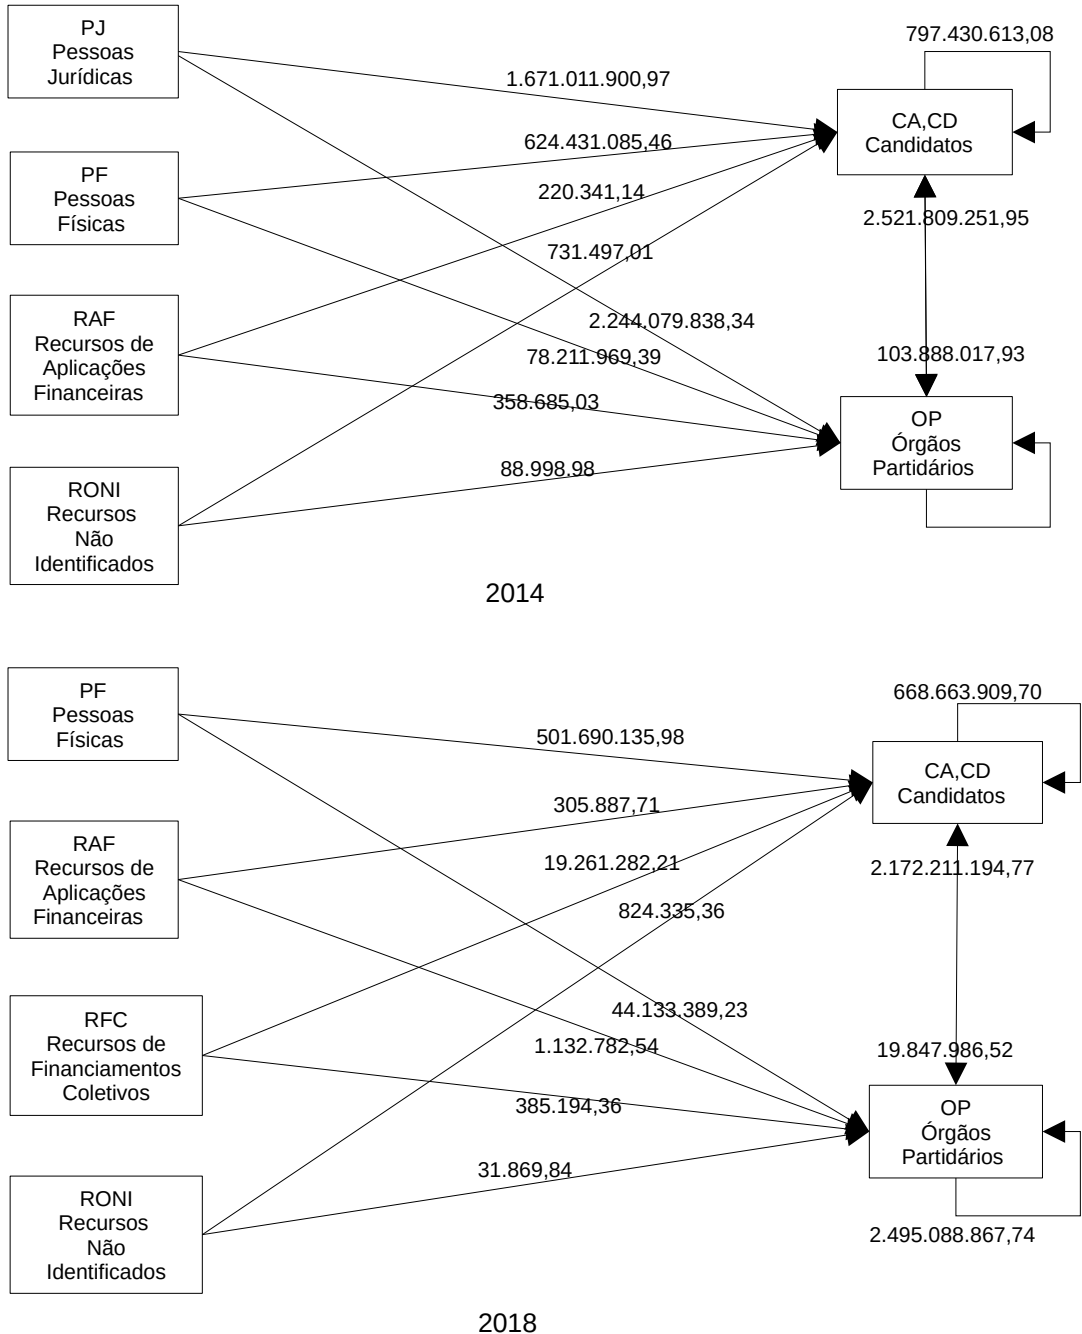 PJ
Pessoas
Jurídicas
797.430.613,08
1.671.011.900,97
CA,CD
Candidatos
624.431.085,46
PF
Pessoas
Físicas
220.341,14
2.521.809.251,95
731.497,01
RAF
Recursos de
Aplicações
Financeiras
2.244.079.838,34
78.211.969,39
103.888.017,93
358.685,03
OP
Órgãos
Partidários
88.998.98
RONI
Recursos
Não
Identificados
2014
PF
Pessoas
Físicas
668.663.909,70
501.690.135,98
CA,CD
Candidatos
305.887,71
RAF
Recursos de
Aplicações
Financeiras
19.261.282,21
2.172.211.194,77
824.335,36
RFC
Recursos de
Financiamentos
Coletivos
44.133.389,23
1.132.782,54
19.847.986,52
385.194,36
OP
Órgãos
Partidários
31.869,84
RONI
Recursos
Não
Identificados
2.495.088.867,74
2018